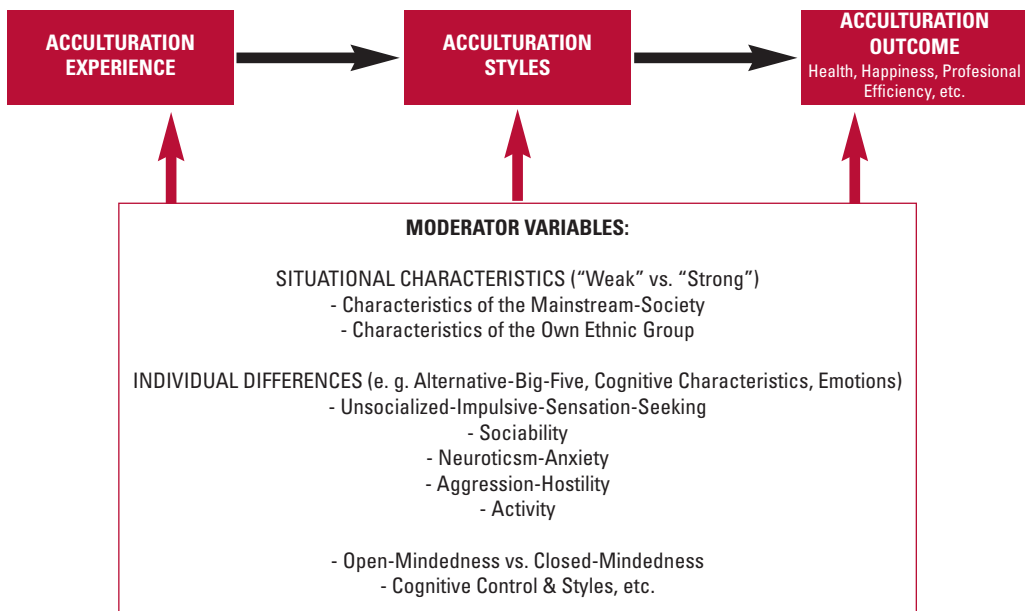 ACCULTURATION
EXPERIENCE
ACCULTURATION
STYLES
ACCULTURATION
OUTCOME
Health, Happiness, Profesional
Efficiency, etc.
MODERATOR VARIABLES:
SITUATIONAL CHARACTERISTICS (“Weak” vs. “Strong”)
- Characteristics of the Mainstream-Society
- Characteristics of the Own Ethnic Group
INDIVIDUAL DIFFERENCES (e. g. Alternative-Big-Five, Cognitive Characteristics, Emotions)
- Unsocialized-Impulsive-Sensation-Seeking
- Sociability
- Neuroticsm-Anxiety
- Aggression-Hostility
- Activity
- Open-Mindedness vs. Closed-Mindedness
- Cognitive Control & Styles, etc.